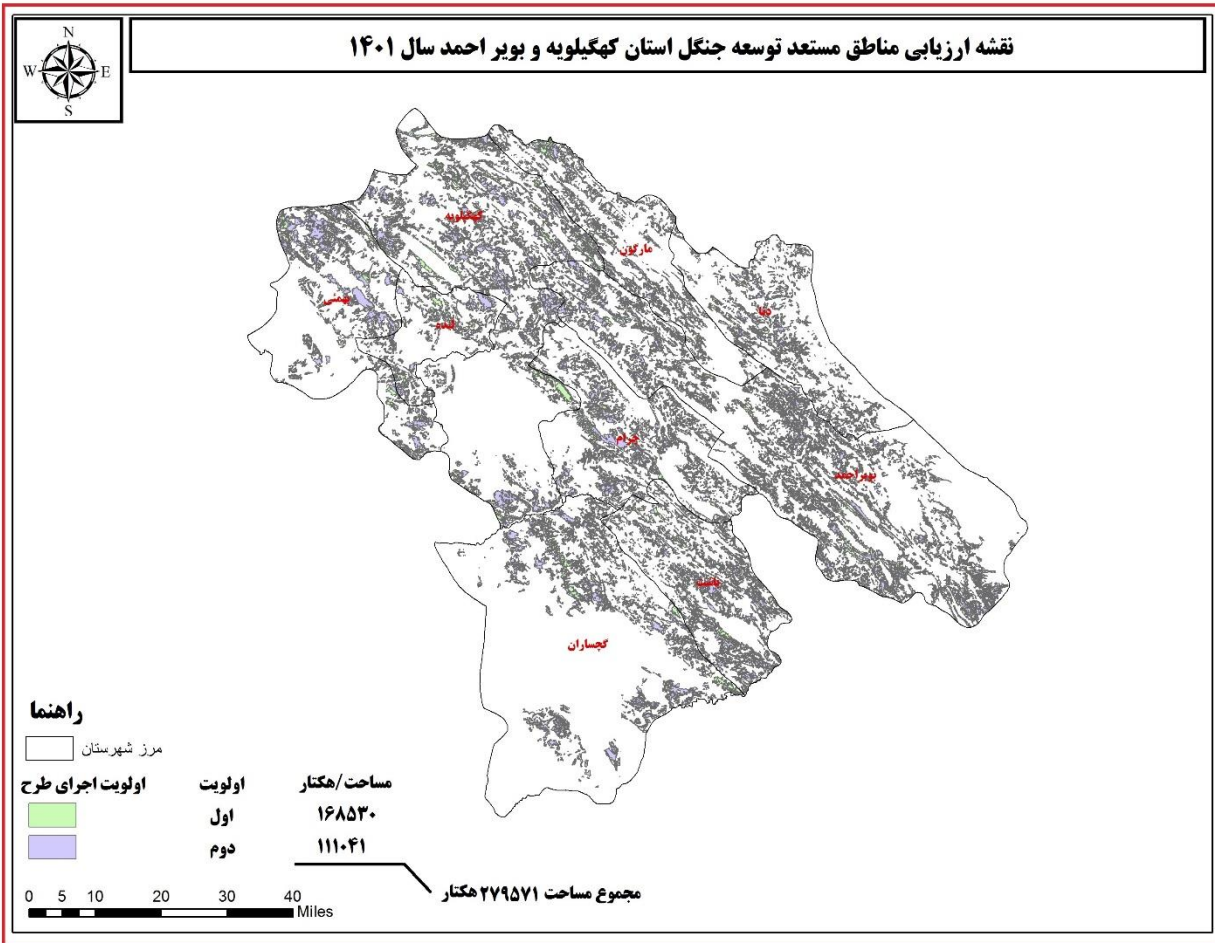 نقشه ارزیابی مناطق مستعد توسعه جنگل استان کهگیلویه و بویر احمد سال ۱۴۰۱
N
W E
S
کهگیلویه
مارگون
بهمئی
لنده
دنا
چرام
بویراحمد
باشت
گچساران
راهنما
مرز شهرستان
اولویت اجرای طرح اولویت مساحت/هکتار
اول ۱۶۸۵۳۰
دوم ۱۱۱۰۴۱
مجموع مساحت ۲۷۹۵۷۱ هکتار
0 5 10 20 30 40
Miles